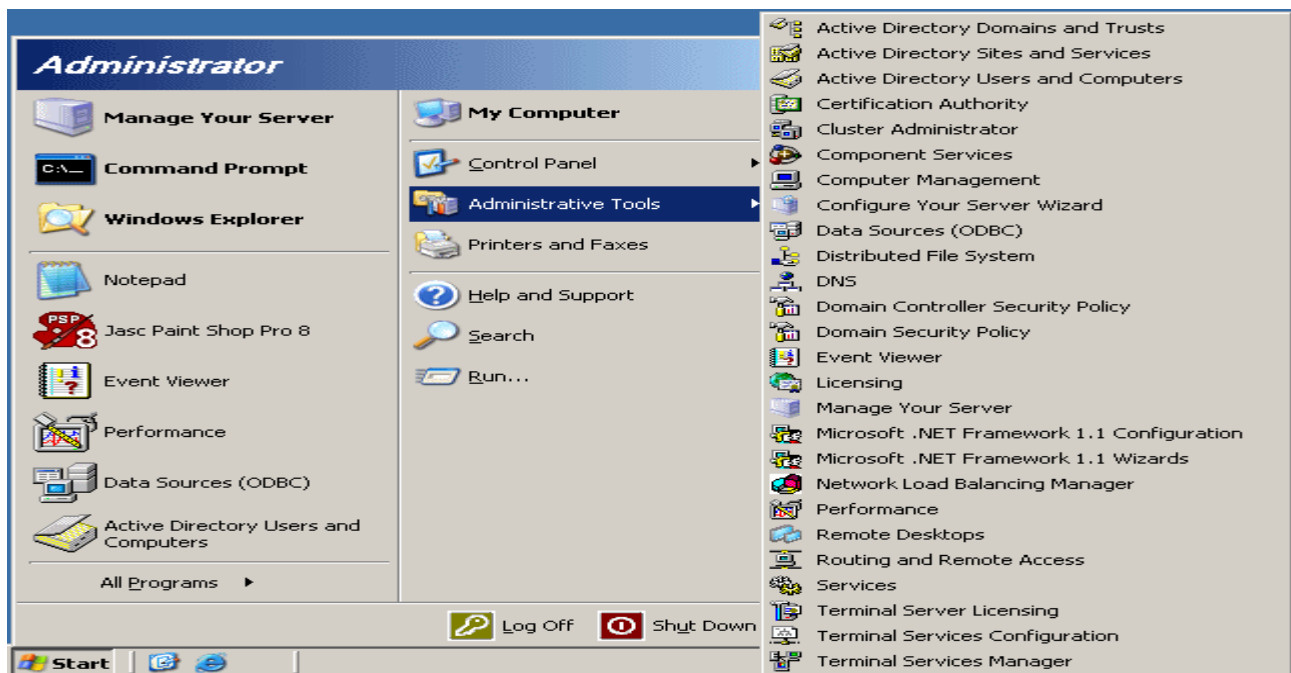 Administrator
Manage Your Server
Command Prompt
Windows Explorer
Notepad
Jasc Paint Shop Pro 8
Event Viewer
Performance
Data Sources (ODBC)
Active Directory Users and
Computers
All Programs
My Computer
Control Panel
Administrative Tools
Printers and Faxes
Help and Support
Search
Run...
Log Off
Shut Down
Start
Active Directory Domains and Trusts
Active Directory Sites and Services
Active Directory Users and Computers
Certification Authority
Cluster Administrator
Component Services
Computer Management
Configure Your Server Wizard
Data Sources (ODBC)
Distributed File System
DNS
Domain Controller Security Policy
Domain Security Policy
Event Viewer
Licensing
Manage Your Server
Microsoft .NET Framework 1.1 Configuration
Microsoft .NET Framework 1.1 Wizards
Network Load Balancing Manager
Performance
Remote Desktops
Routing and Remote Access
Services
Terminal Server Licensing
Terminal Services Configuration
Terminal Services Manager
C:\_
PSP
8